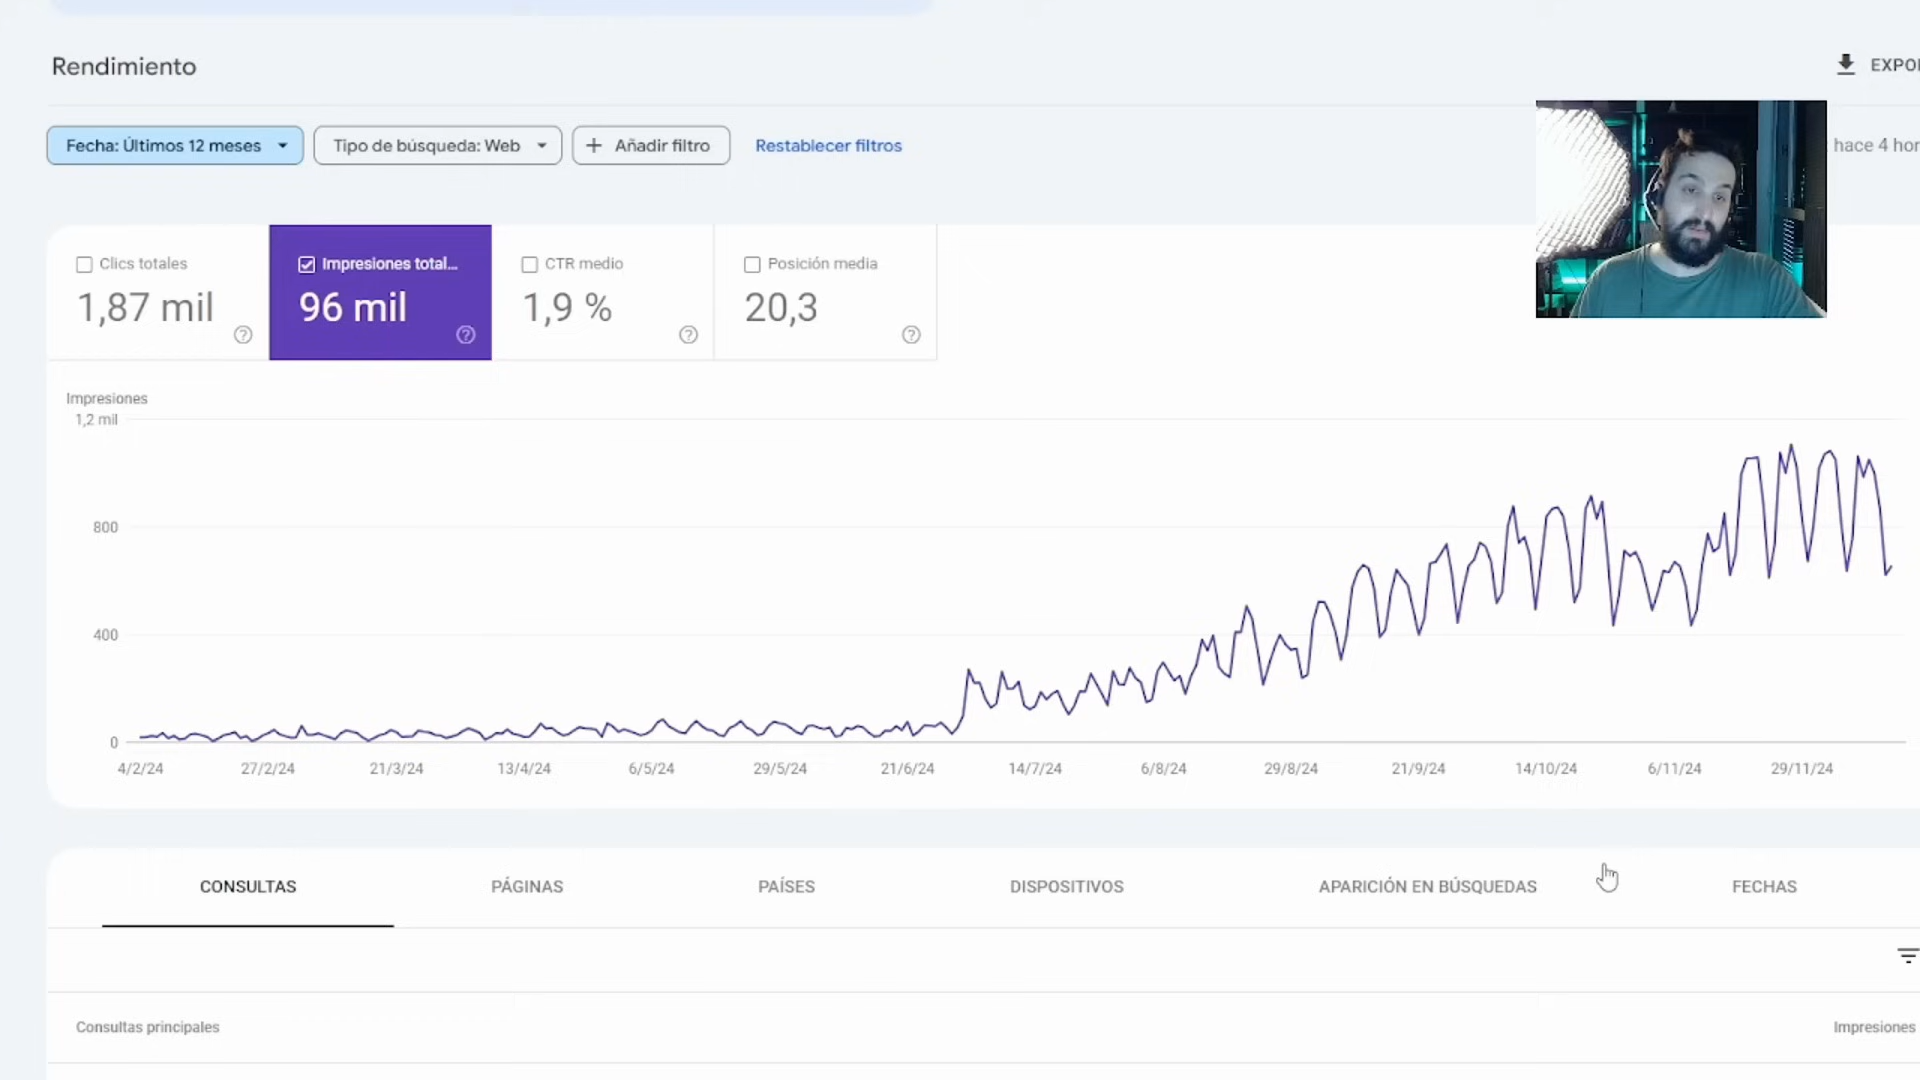 Rendimiento
EXPO
Fecha: Últimos 12 meses
Tipo de búsqueda: Web
Añadir filtro
Restablecer filtros
hace 4 hor
Clics totales
1,87 mil
Impresiones total...
96 mil
CTR medio
1,9 %
Posición media
20,3
Impresiones
1,2 mil
800
400
0
4/2/24 27/2/24 21/3/24 13/4/24 6/5/24 29/5/24 21/6/24 14/7/24 6/8/24 29/8/24 21/9/24 14/10/24 6/11/24 29/11/24
CONSULTAS PÁGINAS PAÍSES DISPOSITIVOS APARICIÓN EN BÚSQUEDAS FECHAS
Consultas principales Impresiones